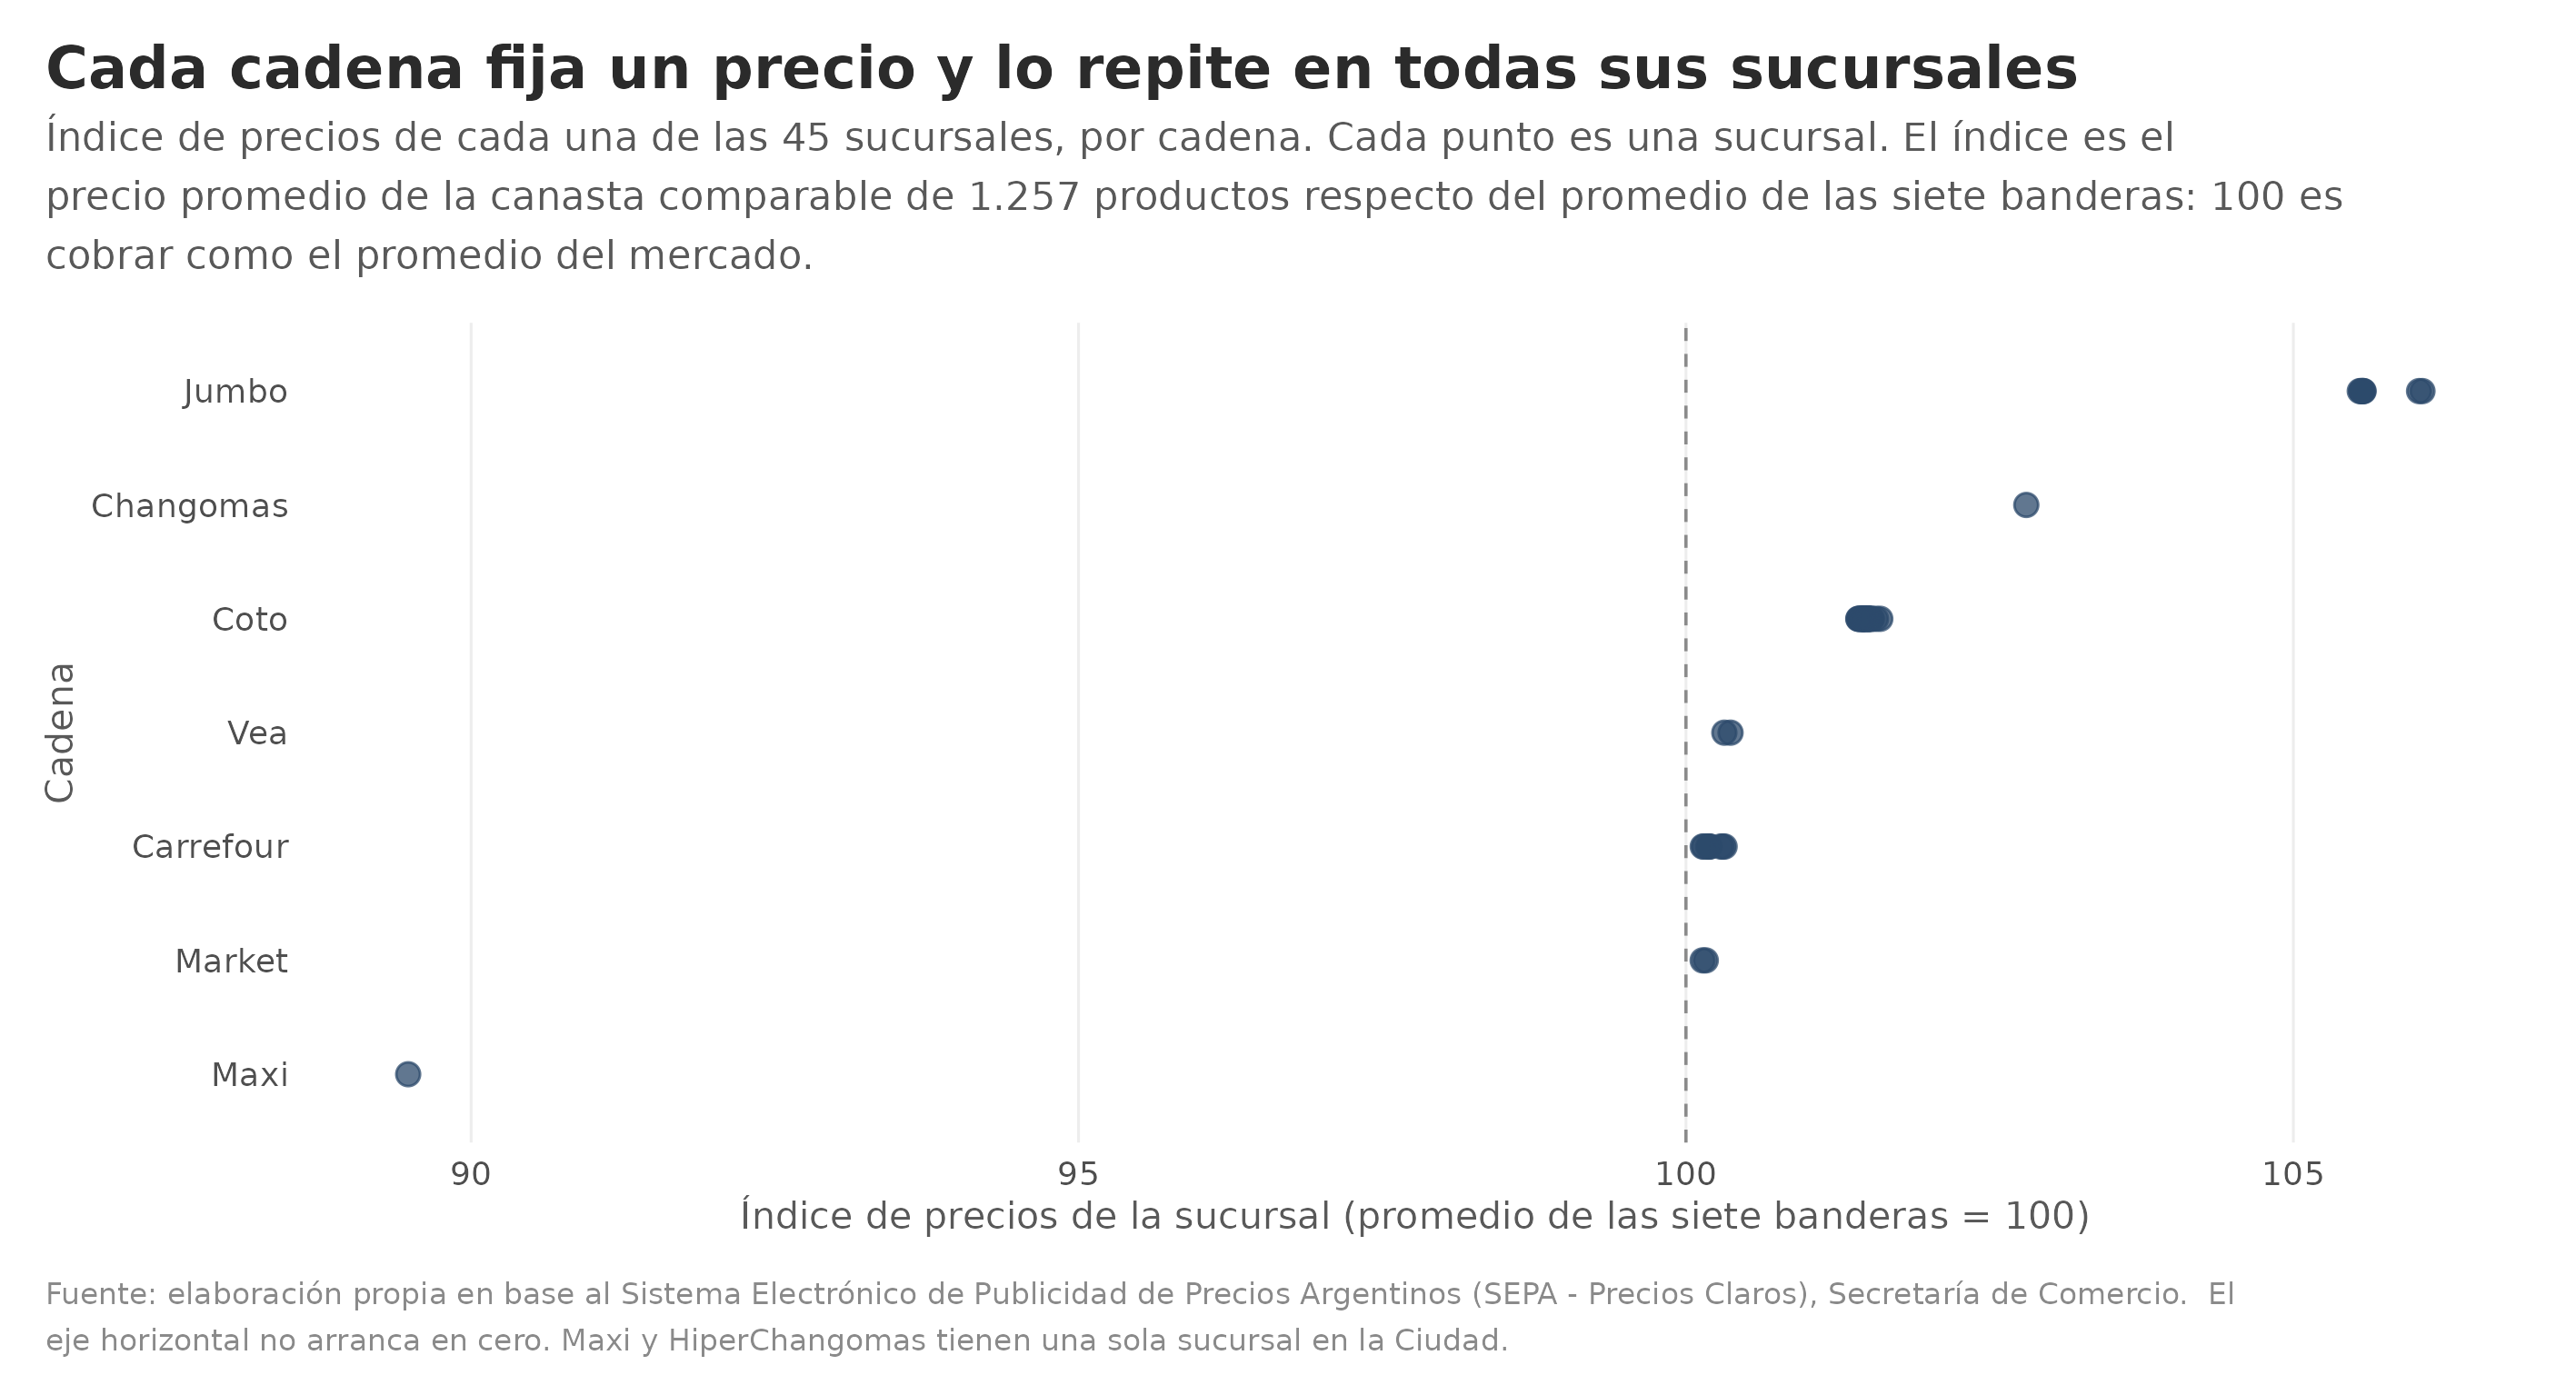 Cada cadena fija un precio y lo repite en todas sus sucursales
Índice de precios de cada una de las 45 sucursales, por cadena. Cada punto es una sucursal. El índice es el
precio promedio de la canasta comparable de 1.257 productos respecto del promedio de las siete banderas: 100 es
cobrar como el promedio del mercado.
Cadena
Jumbo
Changomas
Coto
Vea
Carrefour
Market
Maxi
90 95 100 105
Índice de precios de la sucursal (promedio de las siete banderas = 100)
Fuente: elaboración propia en base al Sistema Electrónico de Publicidad de Precios Argentinos (SEPA - Precios Claros), Secretaría de Comercio.  El
eje horizontal no arranca en cero. Maxi y HiperChangomas tienen una sola sucursal en la Ciudad.